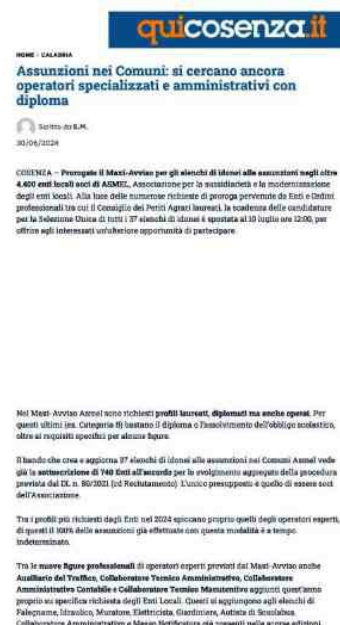 quicosenza.it
HOME › CALABRIA
Assunzioni nei Comuni: si cercano ancora
operatori specializzati e amministrativi con
diploma
Scritto da S.M.
30/06/2024
COSENZA – Prorogato il Maxi-Avviso per gli elenchi di idonei alle assunzioni negli oltre
4.400 enti locali soci di ASMEL, Associazione per la sussidiarietà e la modernizzazione
degli enti locali. Alla luce delle numerose richieste di proroga pervenute da Enti e Ordini
professionali tra cui il Consiglio dei Periti Agrari laureati, la scadenza delle candidature
per la Selezione Unica di tutti i 37 elenchi di idonei è spostata al 10 luglio ore 12:00, per
offrire agli interessati un'ulteriore opportunità di partecipare.
Nel Maxi-Avviso Asmel sono richiesti profili laureati, diplomati ma anche operai. Per
questi ultimi (ex. Categoria B) bastano il diploma o l'assolvimento dell'obbligo scolastico,
oltre ai requisiti specifici per alcune figure.
Il bando che crea e aggiorna 37 elenchi di idonei alle assunzioni nei Comuni Asmel vede
già la sottoscrizione di 740 Enti all'accordo per lo svolgimento aggregato della procedura
prevista dal DL n. 80/2021 (cd Reclutamento). L'unico presupposto è quello di essere soci
dell'Associazione.
Tra i profili più richiesti dagli Enti nel 2024 spiccano proprio quelli degli operatori esperti,
di questi il 100% delle assunzioni già effettuate con questa modalità è a tempo
indeterminato.
Tra le nuove figure professionali di operatori esperti previsti dal Maxi-Avviso anche
Ausiliario del Traffico, Collaboratore Tecnico Amministrativo, Collaboratore
Amministrativo Contabile e Collaboratore Tecnico Manutentivo aggiunti quest'anno
proprio su specifica richiesta degli Enti Locali. Questi si aggiungono agli elenchi di
Falegname, Idraulico, Muratore, Elettricista, Giardiniere, Autista di Scuolabus,
Collaboratore Amministrativo e Messo Notificatore già presenti nelle scorse edizioni